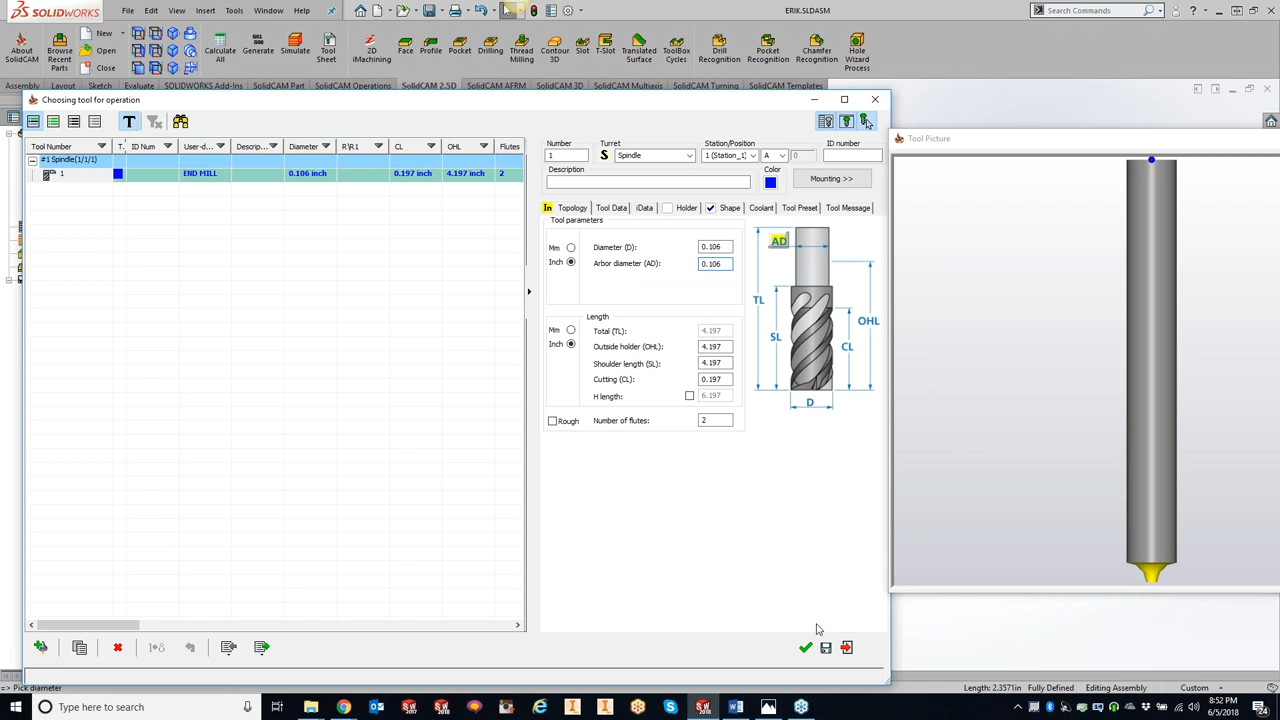 SOLIDWORKS
File Edit View Insert Tools Window Help
ERIK.SLDASM
Search Commands
About SolidCAM
Browse Recent Parts
New
Open
Close
Calculate All
G01 G00
Generate
Simulate
Tool Sheet
2D iMachining
Face
Profile
Pocket
Drilling
Thread Milling
Contour 3D
Slot
T-Slot
Translated Surface
ToolBox Cycles
Drill Recognition
Pocket Recognition
Chamfer Recognition
Hole Wizard Process
Assembly Layout Sketch Evaluate SOLIDWORKS Add-Ins SolidCAM Part SolidCAM Operations SolidCAM 2.5D SolidCAM AFRM SolidCAM 3D SolidCAM Multiaxis SolidCAM Turning SolidCAM Templates
Choosing tool for operation
Tool Number T. ID Num User-d... Descrip... Diameter R\R1 CL OHL Flutes
#1 Spindle(1/1/1)
1 END MILL 0.106 inch 0.197 inch 4.197 inch 2
Number Turret Station/Position ID number
1 S Spindle 1 (Station_1) A 0
Description Color
Mounting >>
In Topology Tool Data iData Holder Shape Coolant Tool Preset Tool Message
Tool parameters
Mm
Inch
Diameter (D): 0.106
Arbor diameter (AD): 0.106
Length
Mm
Inch
Total (TL): 4.197
Outside holder (OHL): 4.197
Shoulder length (SL): 4.197
Cutting (CL): 0.197
H length: 6.197
Rough Number of flutes: 2
AD
TL
OHL
SL
CL
D
Tool Picture
>> Pick diameter
Length: 2.3571in Fully Defined Editing Assembly Custom
Type here to search
8:52 PM
6/5/2018